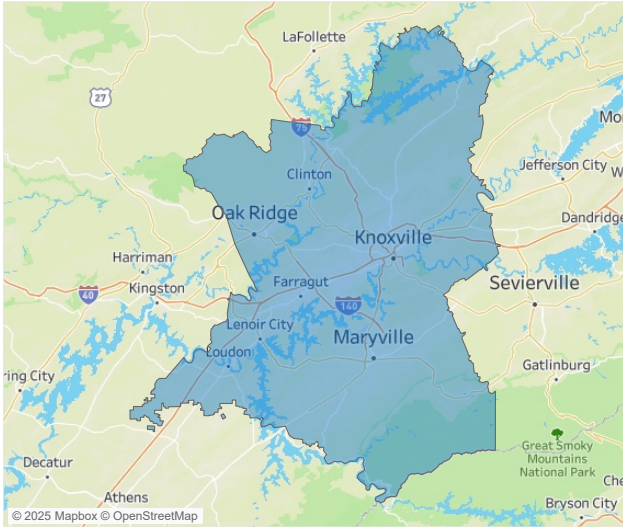 LaFollette
27
75
Mo
Jefferson City
W
Clinton
Oak Ridge
Dandridge
Knoxville
Harriman
Sevierville
Kingston
40
Farragut
140
Lenoir City
Maryville
Loudon
Gatlinburg
ring City
Great Smoky
Mountains
National Park
Decatur
Che
Athens
Bryson City
© 2025 Mapbox © OpenStreetMap